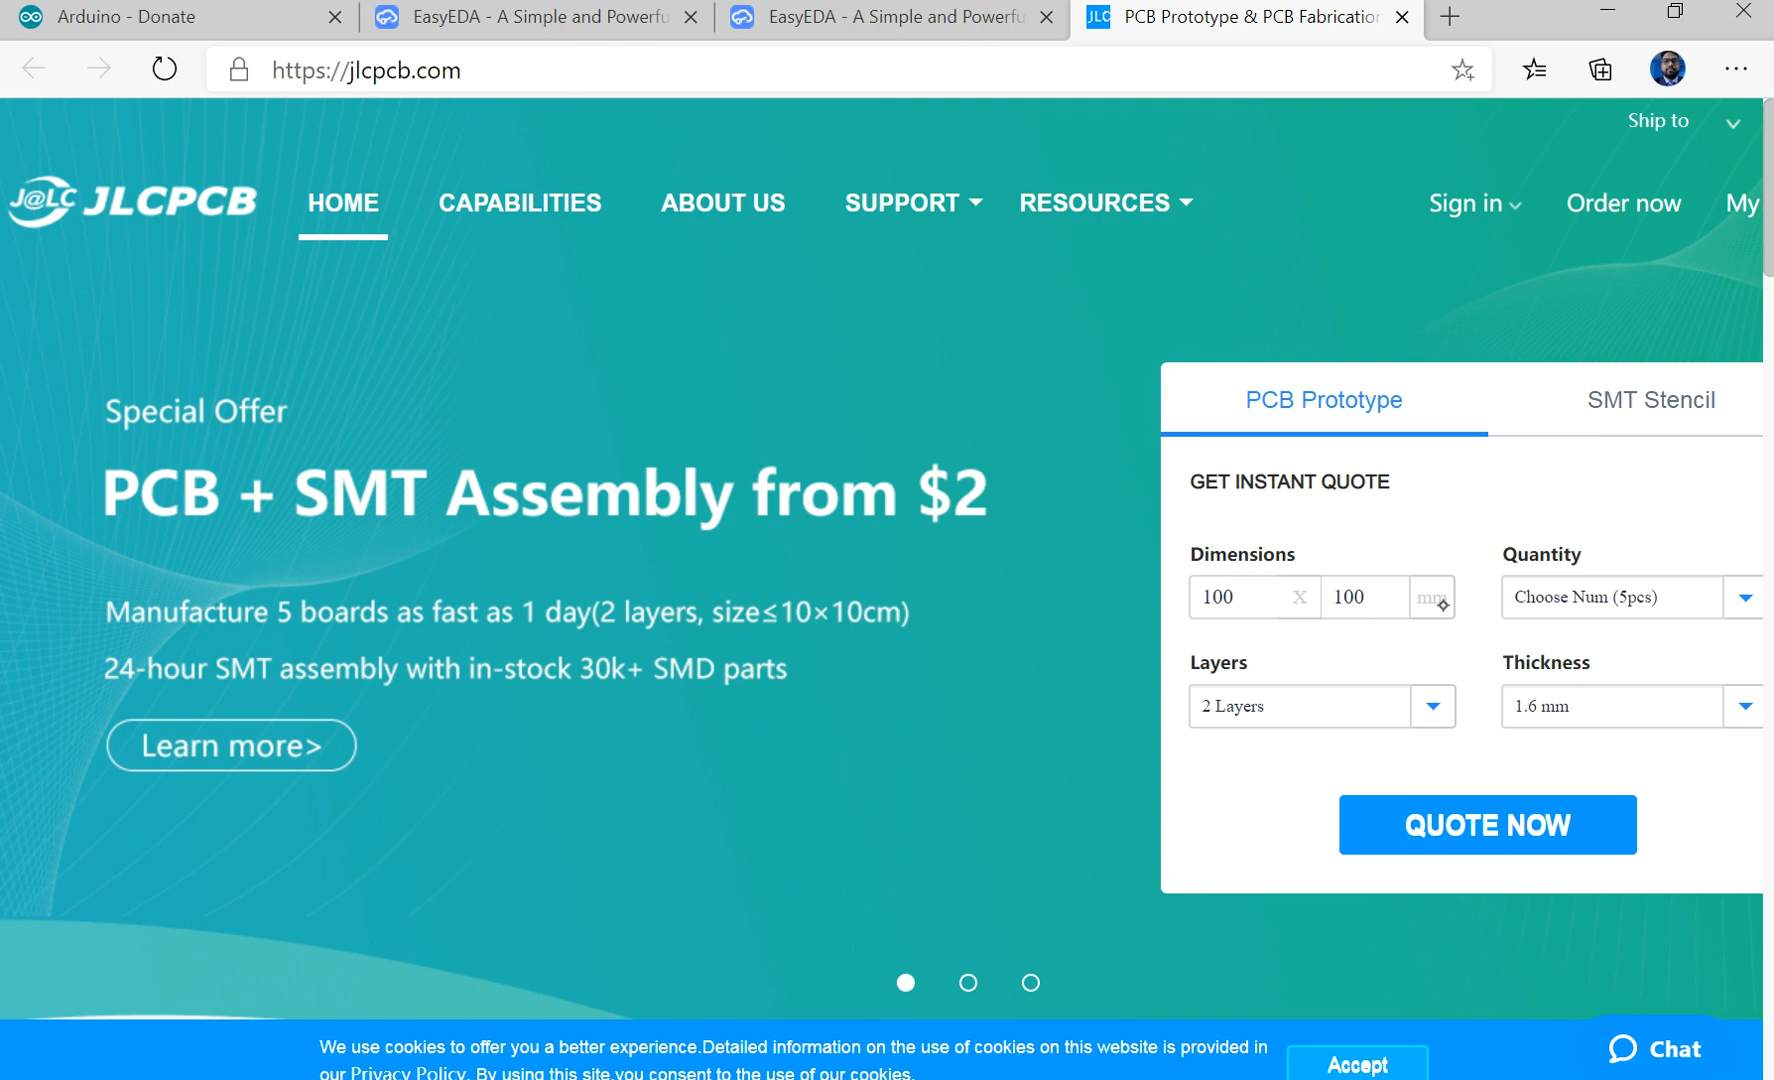 Arduino - Donate
EasyEDA - A Simple and Powerfu
EasyEDA - A Simple and Powerfu
JLC PCB Prototype & PCB Fabrication
https://jlcpcb.com
Ship to
J@LC JLCPCB
HOME
CAPABILITIES
ABOUT US
SUPPORT
RESOURCES
Sign in
Order now
My
Special Offer
PCB + SMT Assembly from $2
Manufacture 5 boards as fast as 1 day(2 layers, size≤10×10cm)
24-hour SMT assembly with in-stock 30k+ SMD parts
Learn more>
PCB Prototype
SMT Stencil
GET INSTANT QUOTE
Dimensions
Quantity
100 X 100 mm
Choose Num (5pcs)
Layers
Thickness
2 Layers
1.6 mm
QUOTE NOW
We use cookies to offer you a better experience.Detailed information on the use of cookies on this website is provided in
our Privacy Policy. By using this site,you consent to the use of our cookies.
Accept
Chat